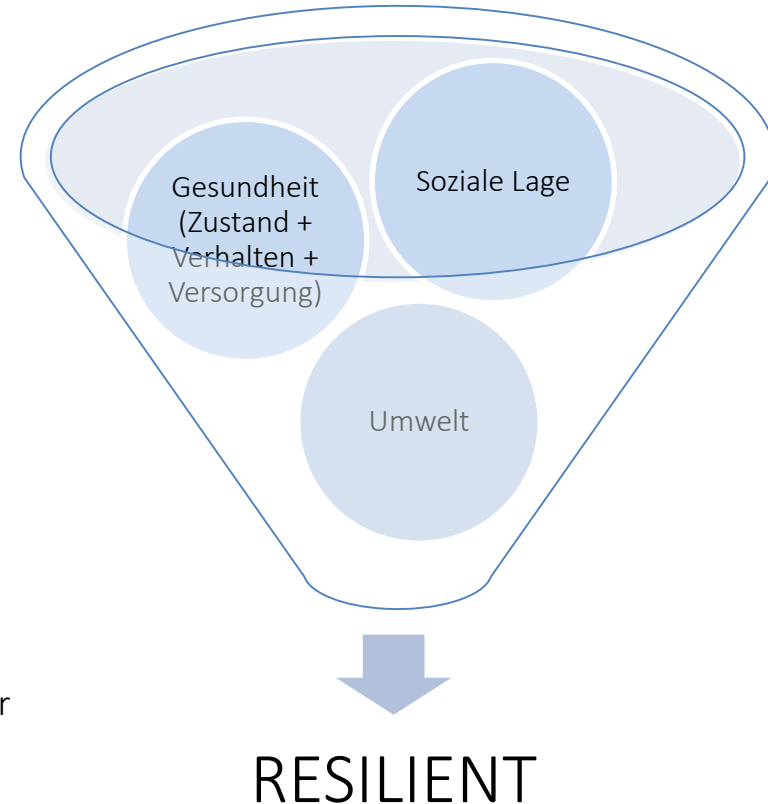 Soziale Lage
Gesundheit
(Zustand +
Verhalten +
Versorgung)
Umwelt
r
RESILIENT